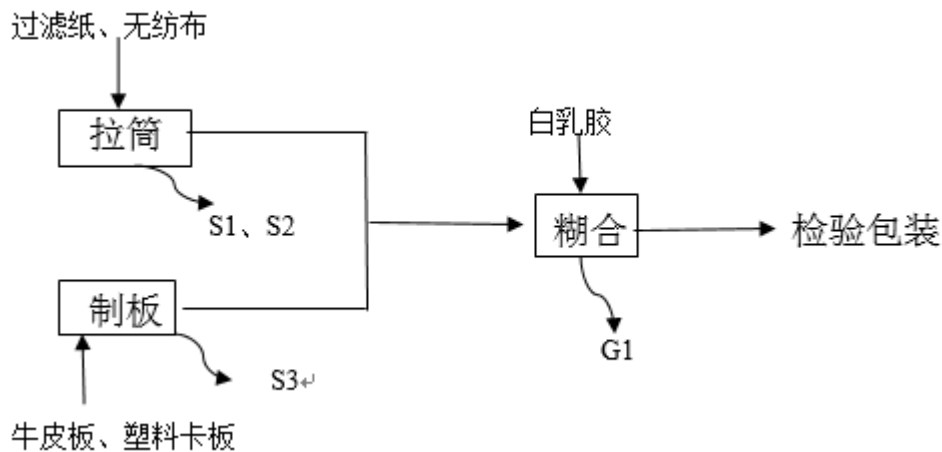 过滤纸、无纺布
拉筒
白乳胶
S1、S2
糊合
检验包装
制板
G1
S3↵
牛皮板、塑料卡板